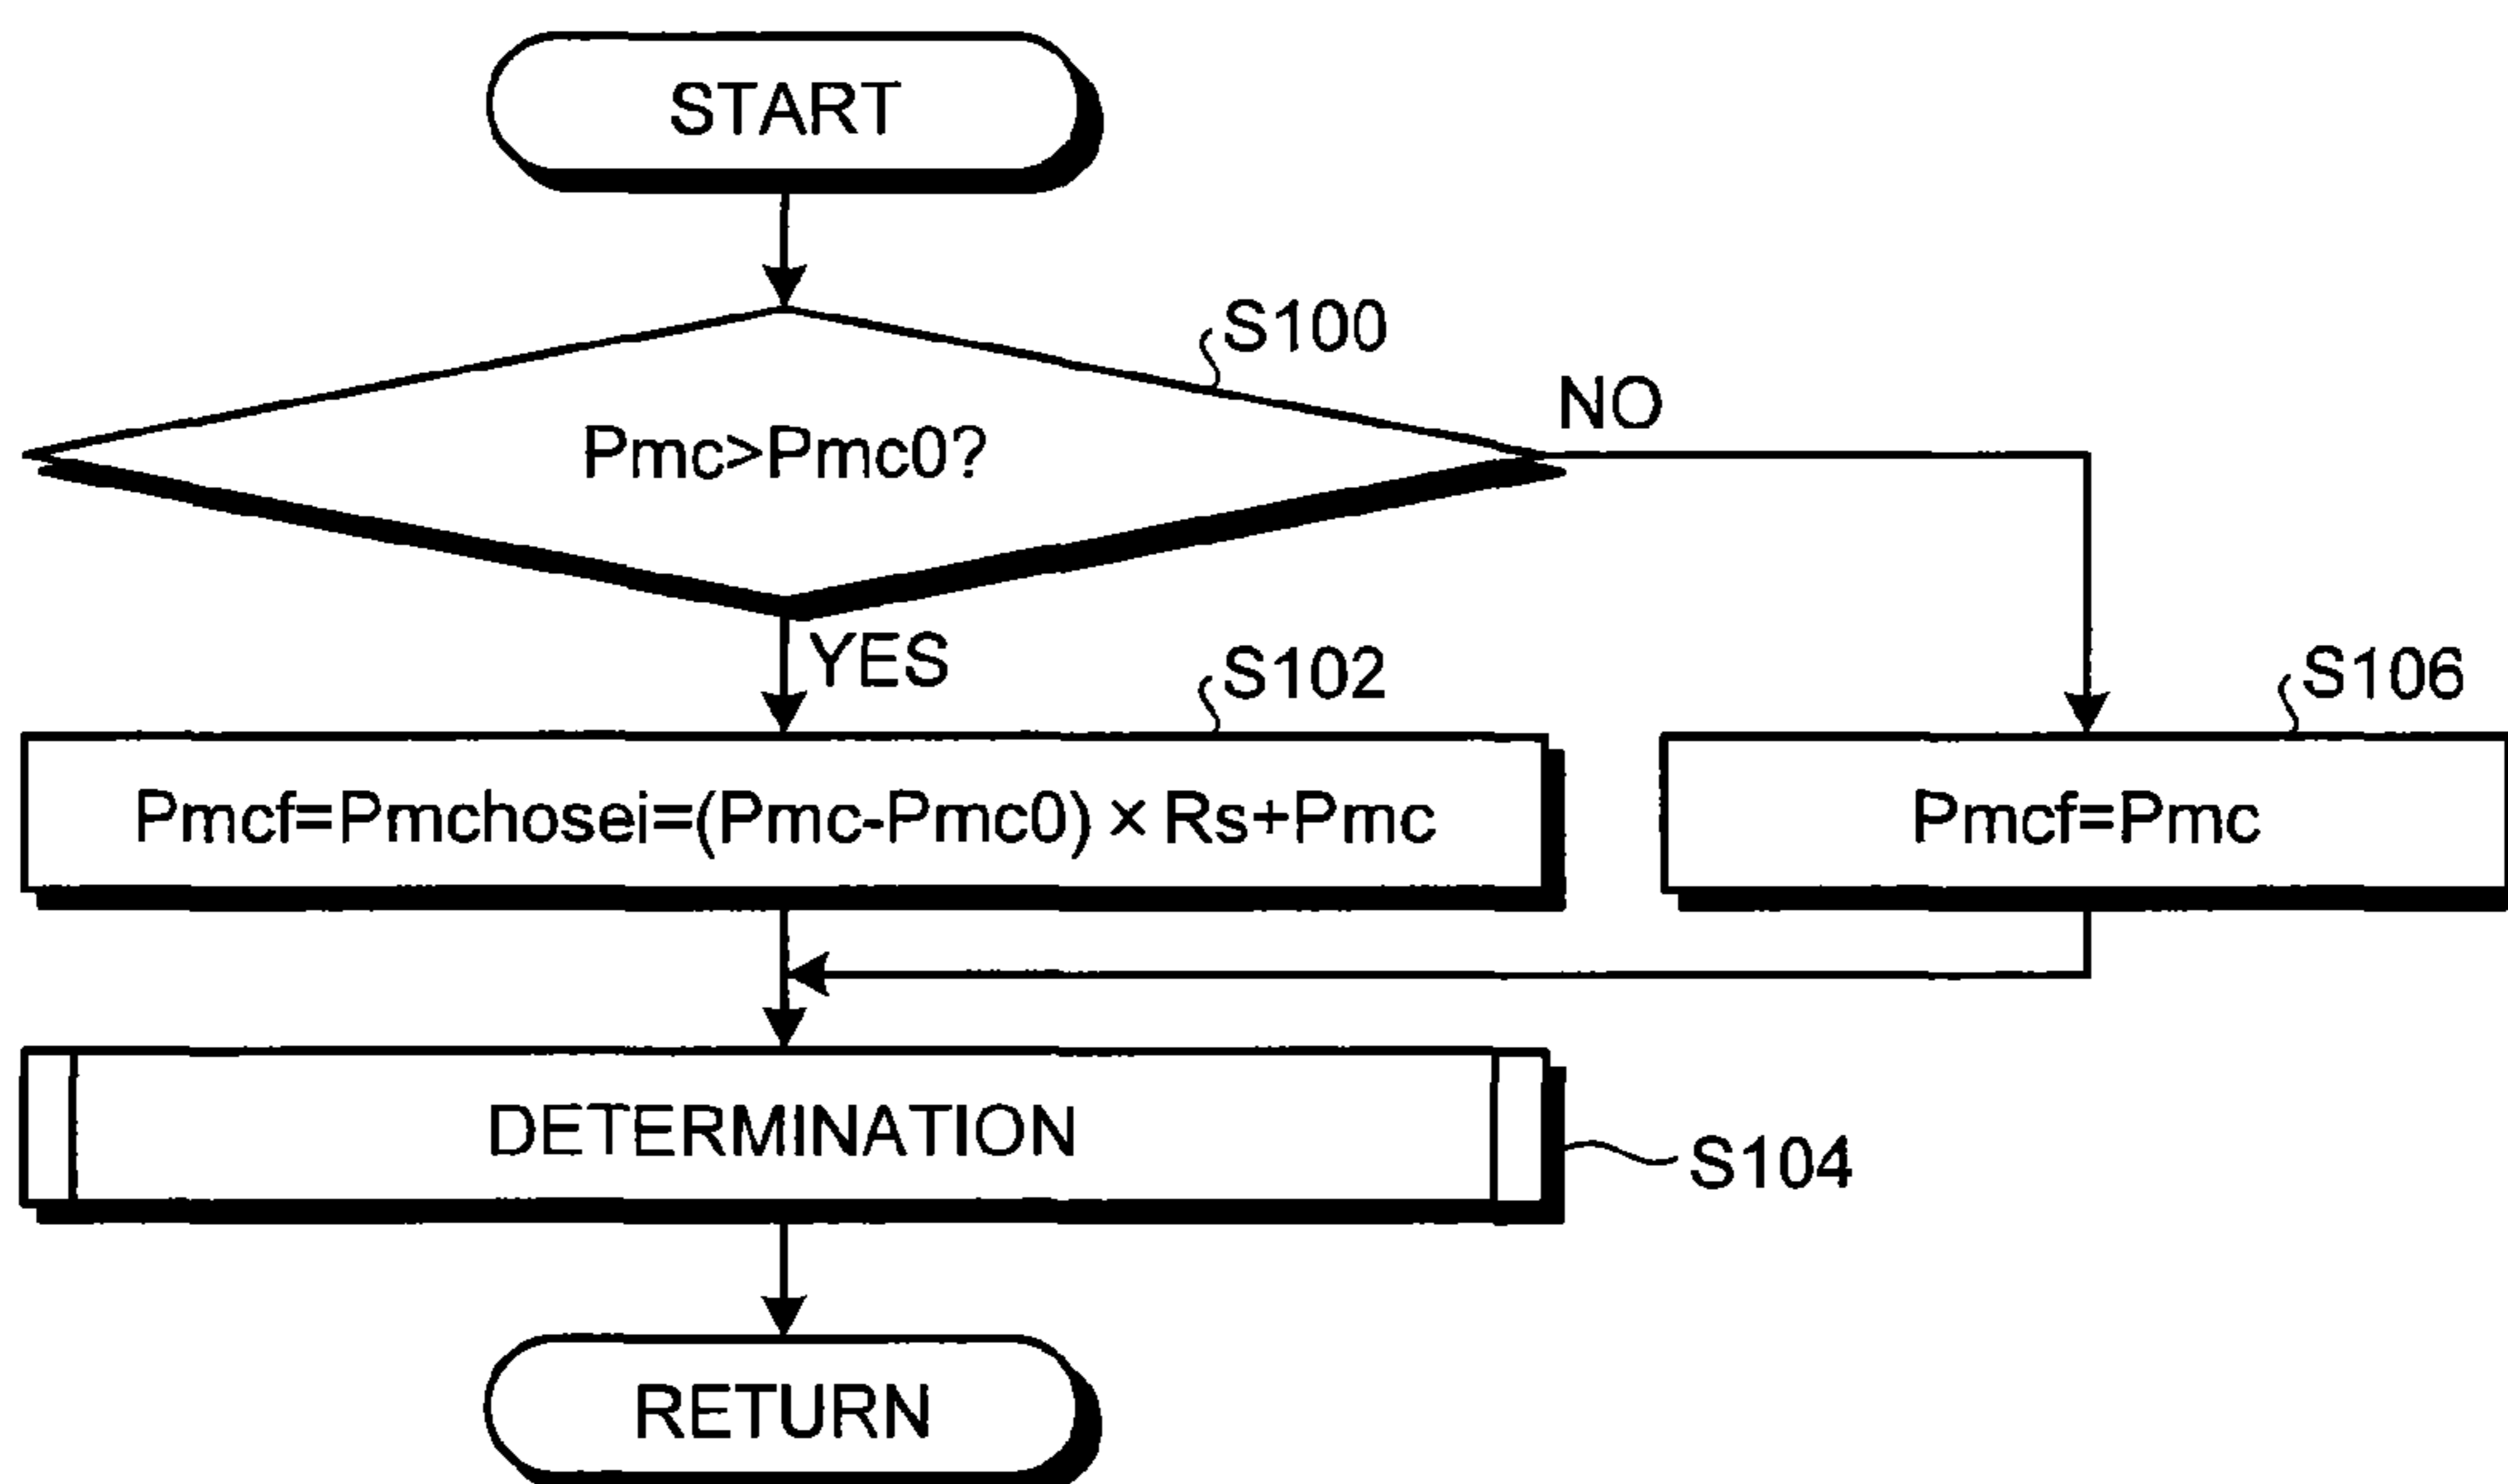 START
S100
NO
Pmc>Pmc0?
YES
S102
S106
Pmcf=Pmchosei=(Pmc-Pmc0)×Rs+Pmc
Pmcf=Pmc
DETERMINATION
S104
RETURN